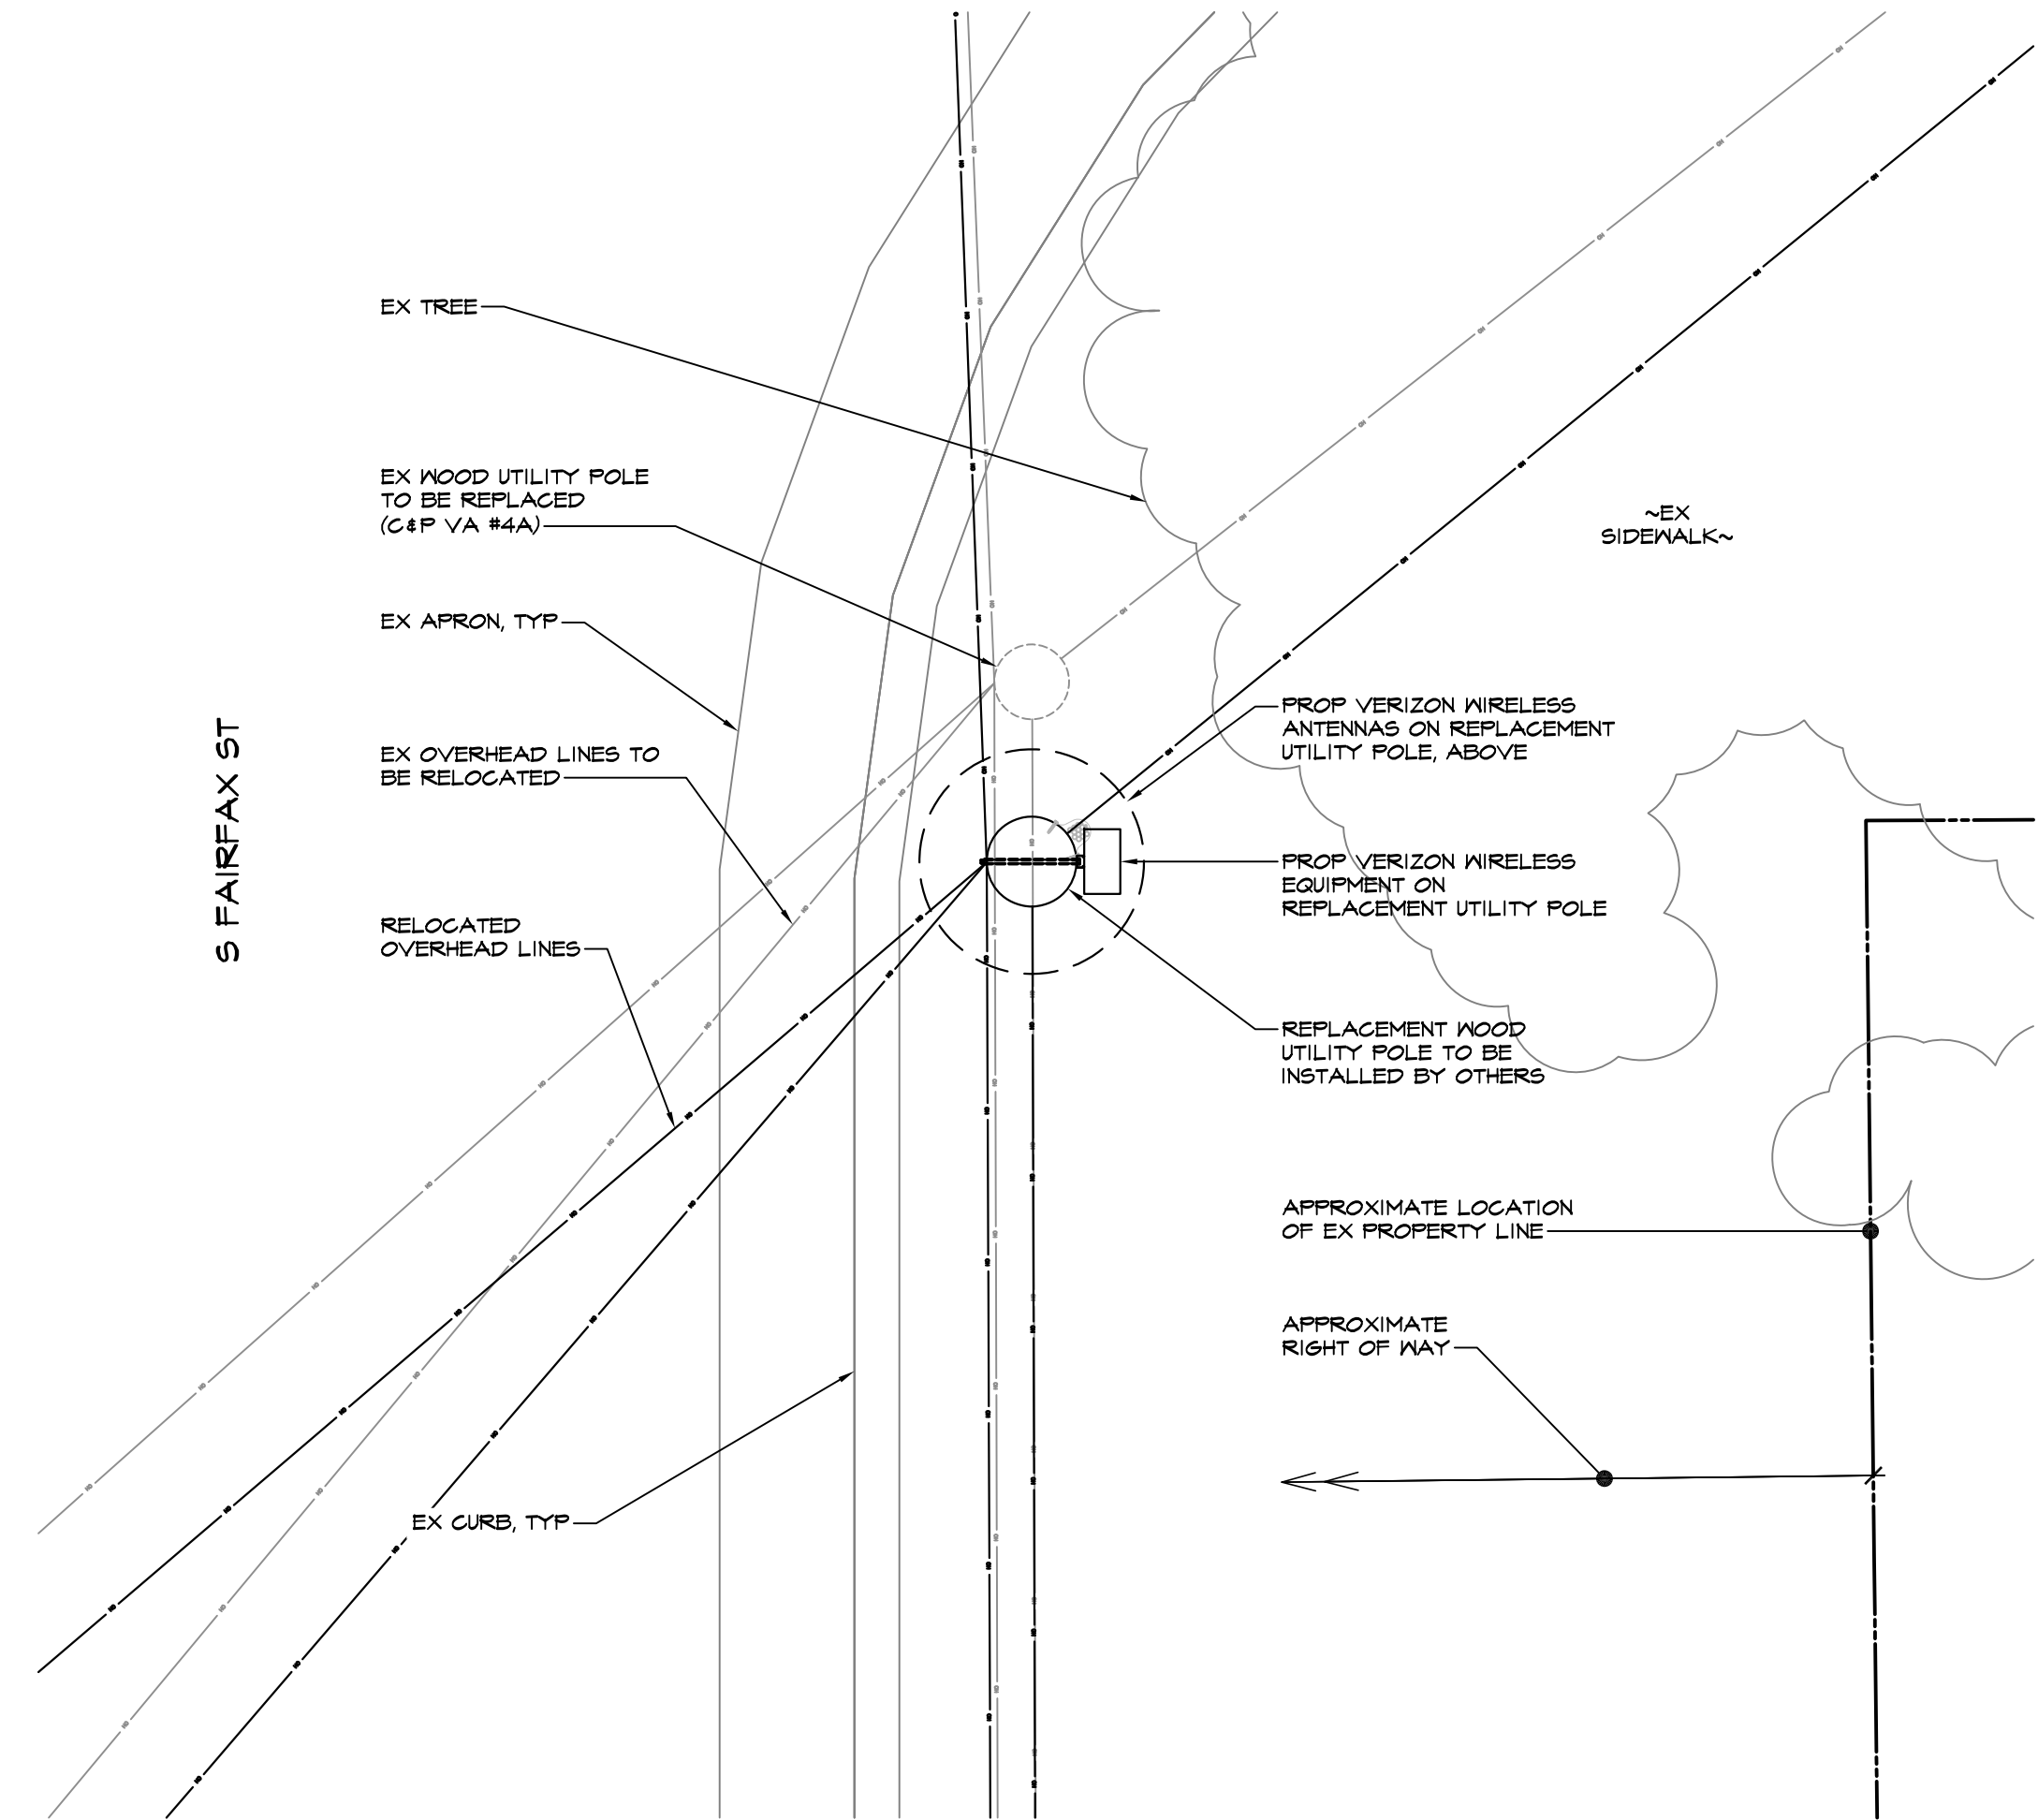 EX TREE
EX WOOD UTILITY POLE
TO BE REPLACED
(C&P VA #4A)
EX APRON, TYP
EX OVERHEAD LINES TO
BE RELOCATED
S FAIRFAX ST
RELOCATED
OVERHEAD LINES
EX CURB, TYP
~EX
SIDEWALK~
PROP VERIZON WIRELESS
ANTENNAS ON REPLACEMENT
UTILITY POLE, ABOVE
PROP VERIZON WIRELESS
EQUIPMENT ON
REPLACEMENT UTILITY POLE
REPLACEMENT WOOD
UTILITY POLE TO BE
INSTALLED BY OTHERS
APPROXIMATE LOCATION
OF EX PROPERTY LINE
APPROXIMATE
RIGHT OF WAY